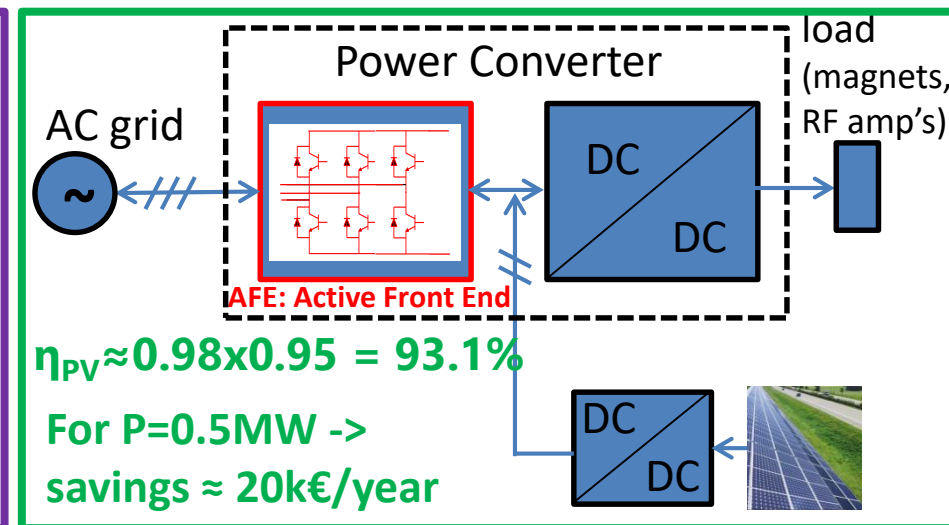 load
(magnets,
RF amp's)
Power Converter
AC grid
~
DC
DC
AFE: Active Front End
ηPV≈0.98x0.95 = 93.1%
For P=0.5MW ->
savings ≈ 20k€/year
DC
DC